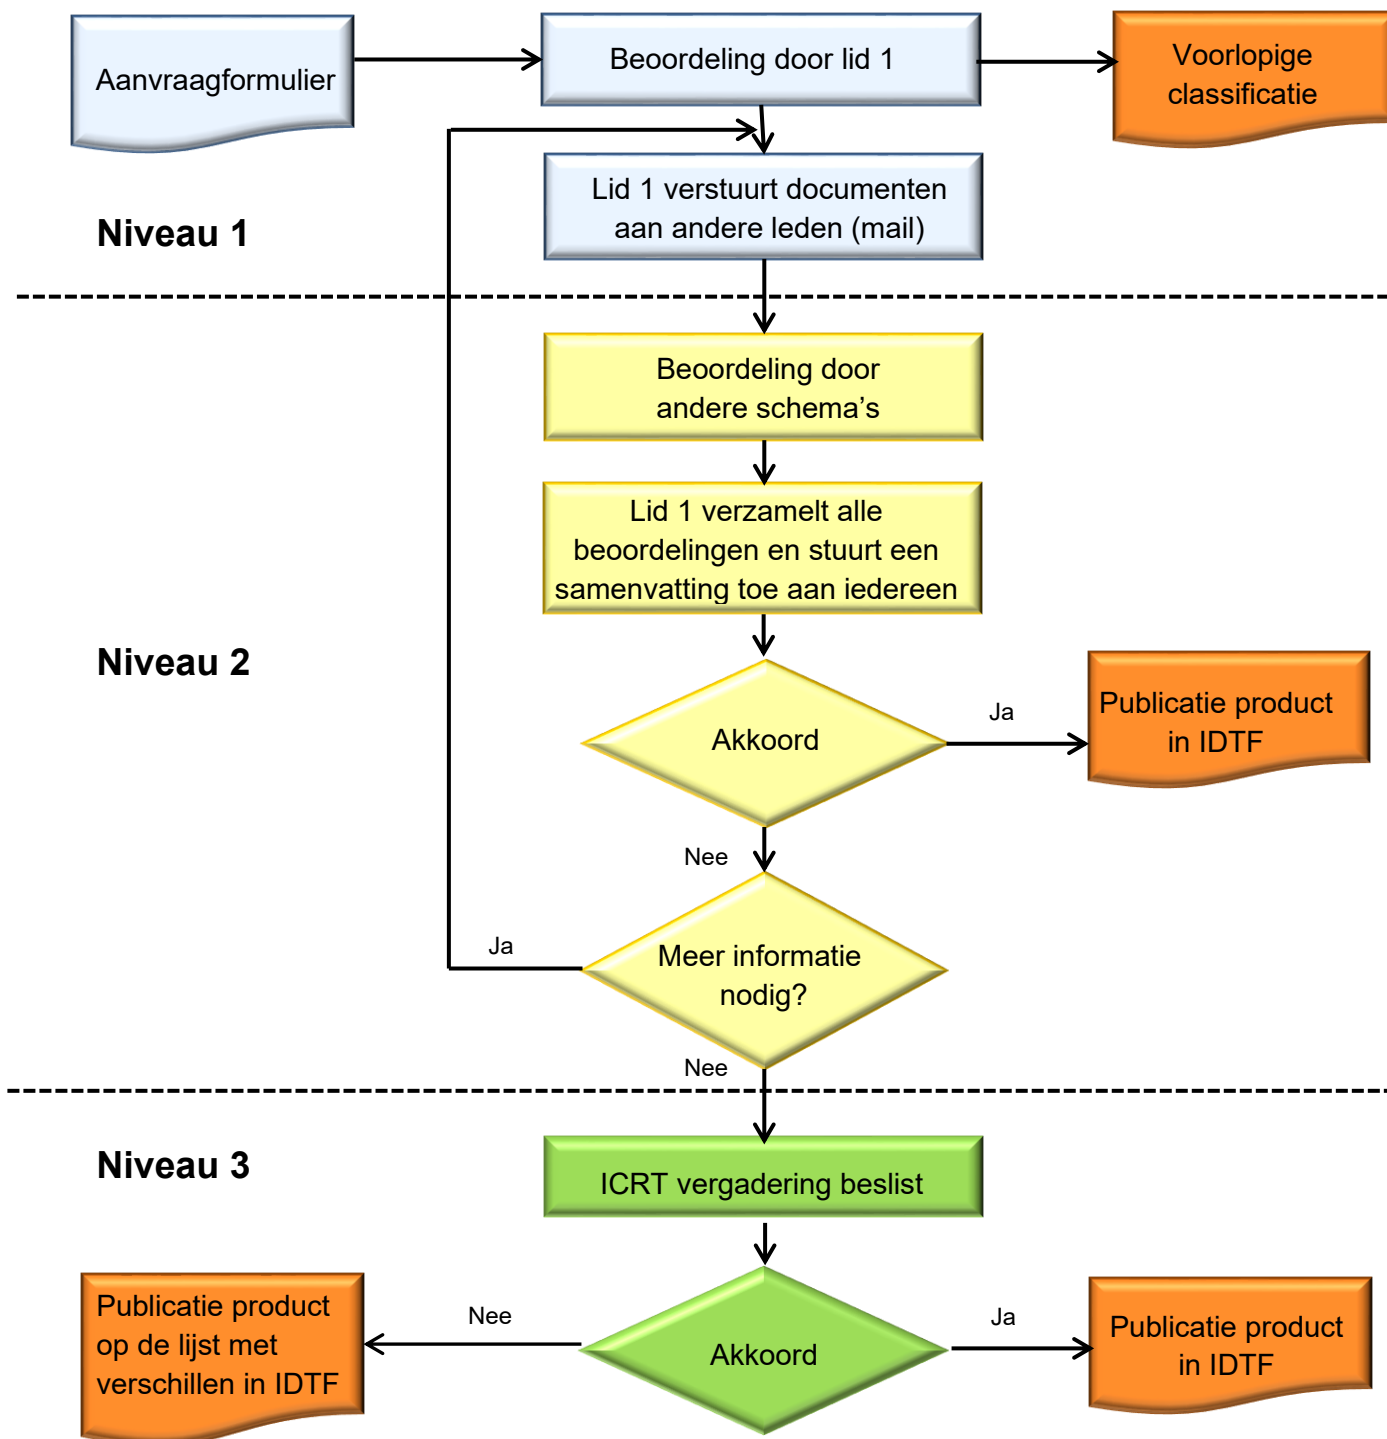 Aanvraagformulier
Beoordeling door lid 1
Voorlopige
classificatie
Lid 1 verstuurt documenten
aan andere leden (mail)
Niveau 1
Beoordeling door
andere schema’s
Lid 1 verzamelt alle
beoordelingen en stuurt een
samenvatting toe aan iedereen
Niveau 2
Akkoord
Ja
Publicatie product
in IDTF
Nee
Ja
Meer informatie
nodig?
Nee
Niveau 3
ICRT vergadering beslist
Publicatie product
op de lijst met
verschillen in IDTF
Nee
Akkoord
Ja
Publicatie product
in IDTF